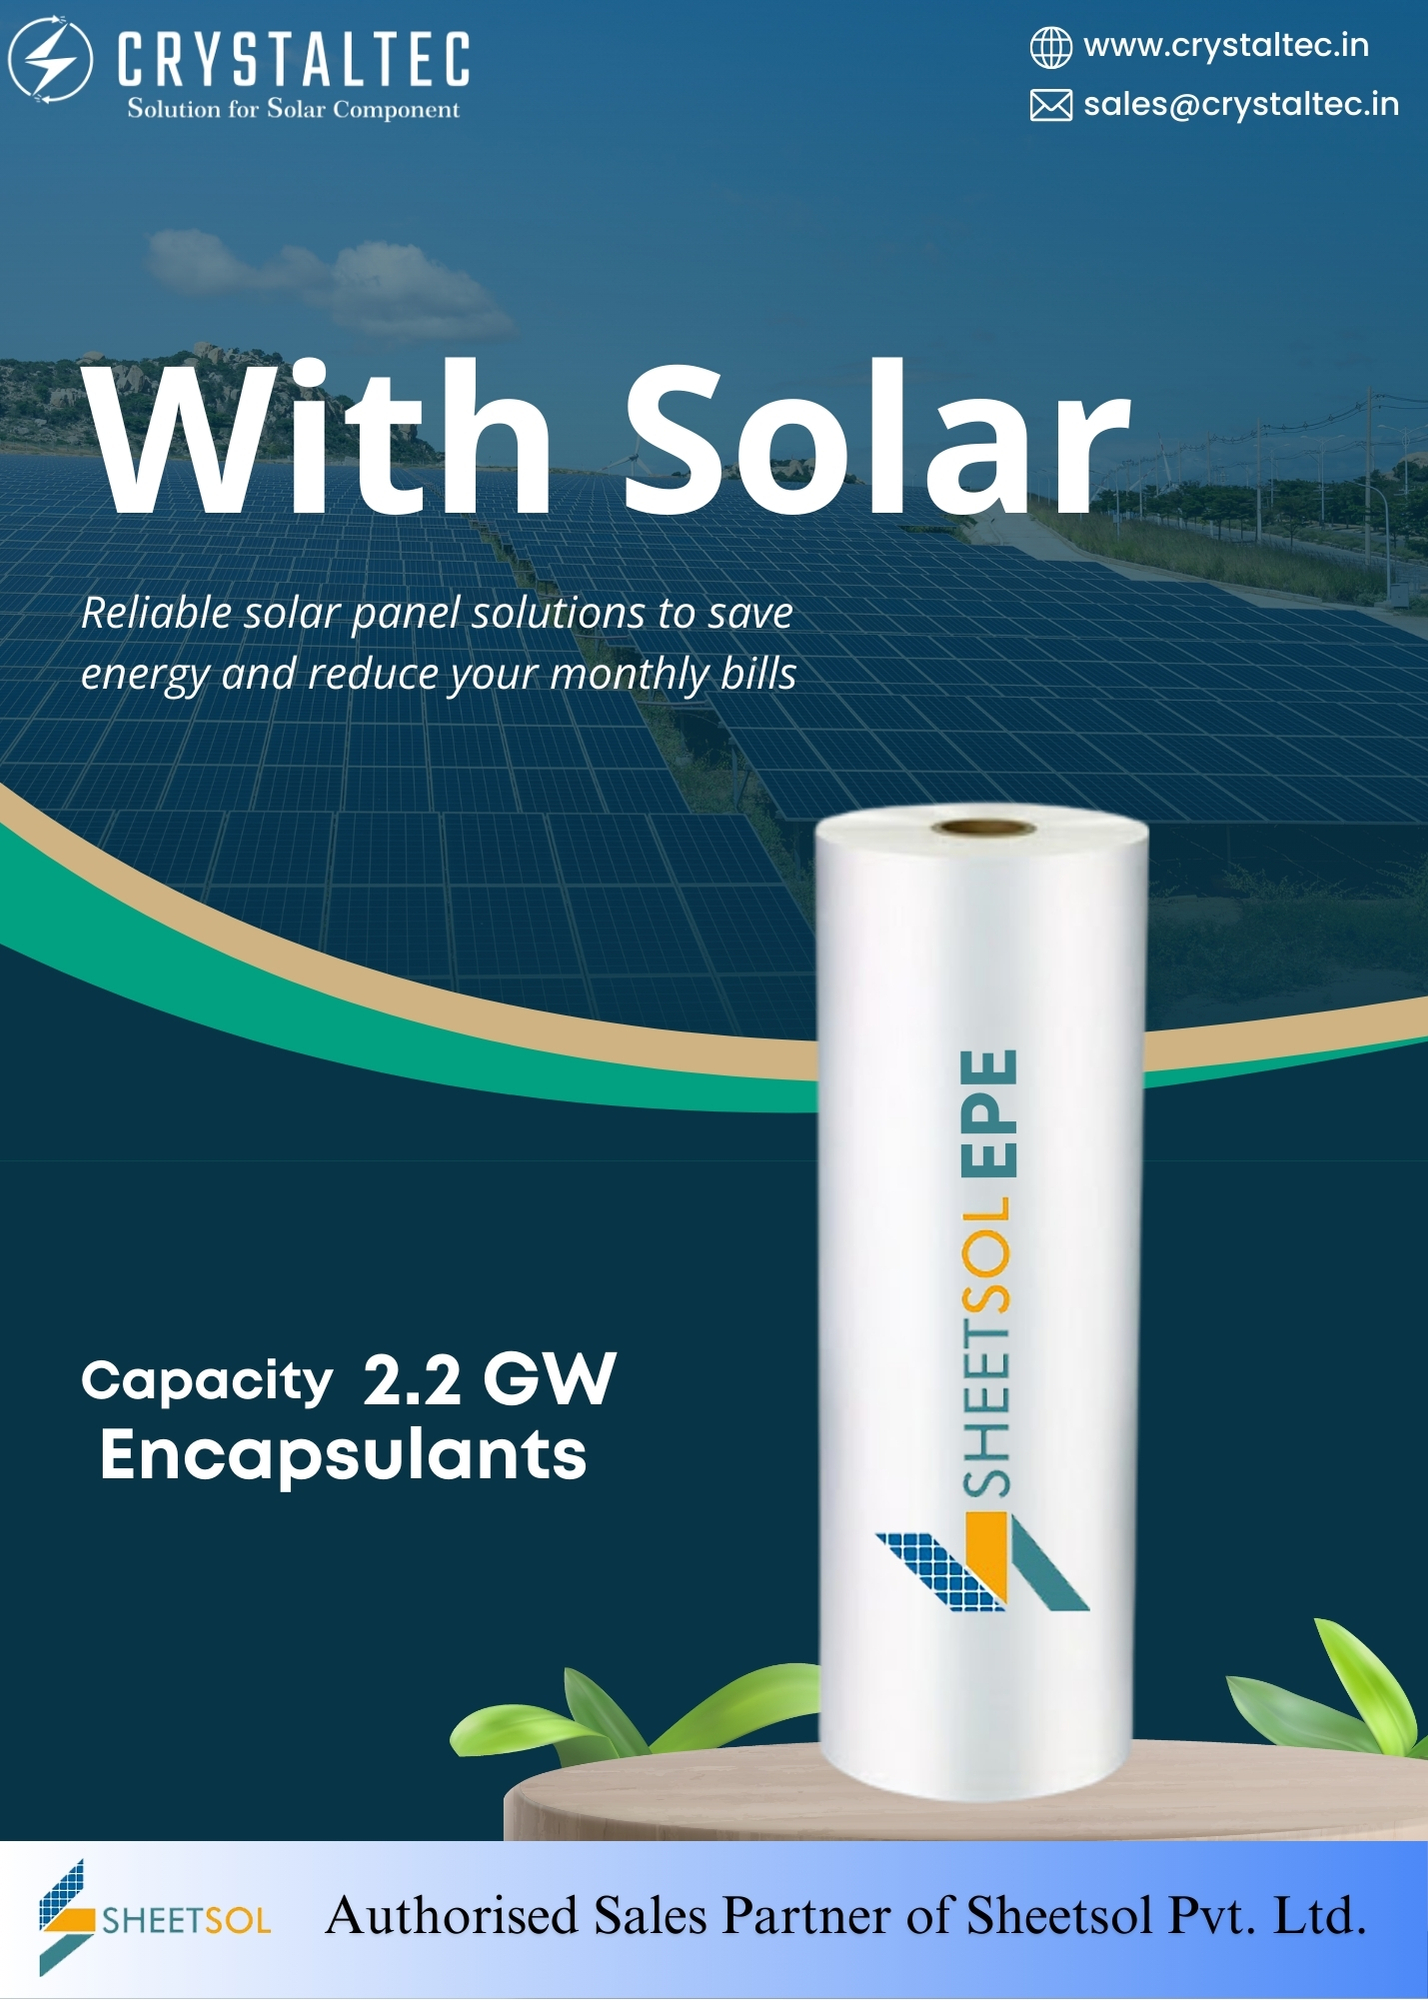 CRYSTALTEC
Solution for Solar Component
www.crystaltec.in
sales@crystaltec.in
With Solar
Reliable solar panel solutions to save
energy and reduce your monthly bills
SHEETSOL EPE
Capacity 2.2 GW
Encapsulants
SHEETSOL
Authorised Sales Partner of Sheetsol Pvt. Ltd.